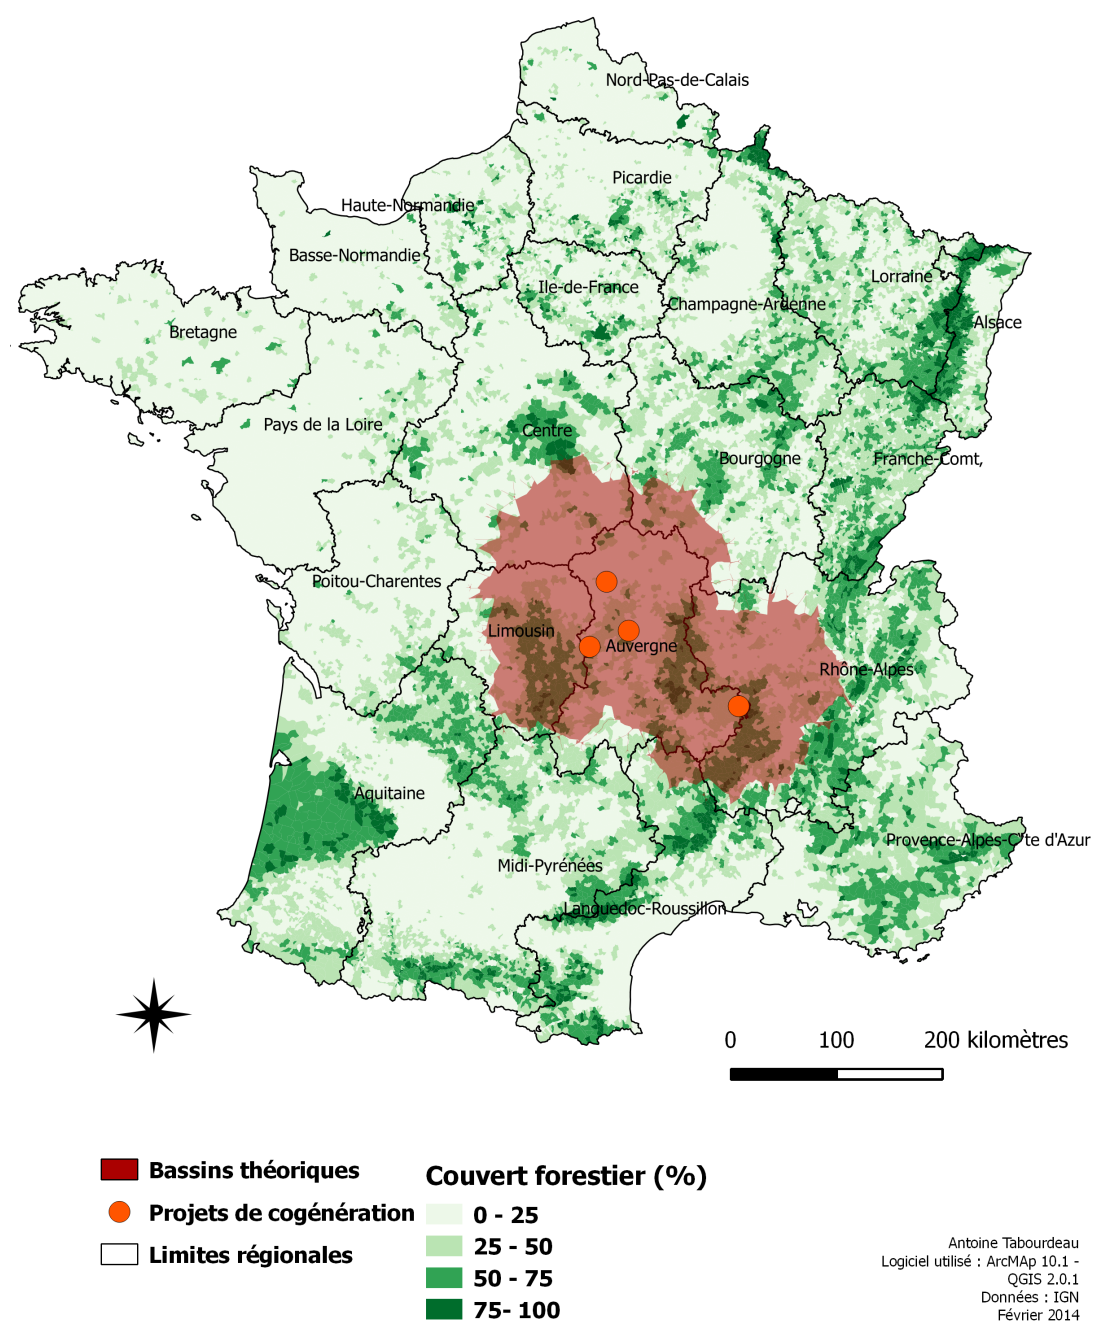 Nord-Pas-de-Calais
Picardie
Haute-Normandie
Basse-Normandie
Ile-de-France
Lorraine
Champagne-Ardenne
Alsace
Bretagne
Pays de la Loire
Centre
Bourgogne
Franche-Comt,
Poitou-Charentes
Limousin
Auvergne
Rhône-Alpes
Aquitaine
Provence-Alpes-C'te d'Azur
Midi-Pyrénées
Languedoc-Roussillon
0 100 200 kilomètres
Bassins théoriques
Projets de cogénération
Limites régionales
Couvert forestier (%)
0 - 25
25 - 50
50 - 75
75- 100
Antoine Tabourdeau
Logiciel utilisé : ArcMAp 10.1 -
QGIS 2.0.1
Données : IGN
Février 2014